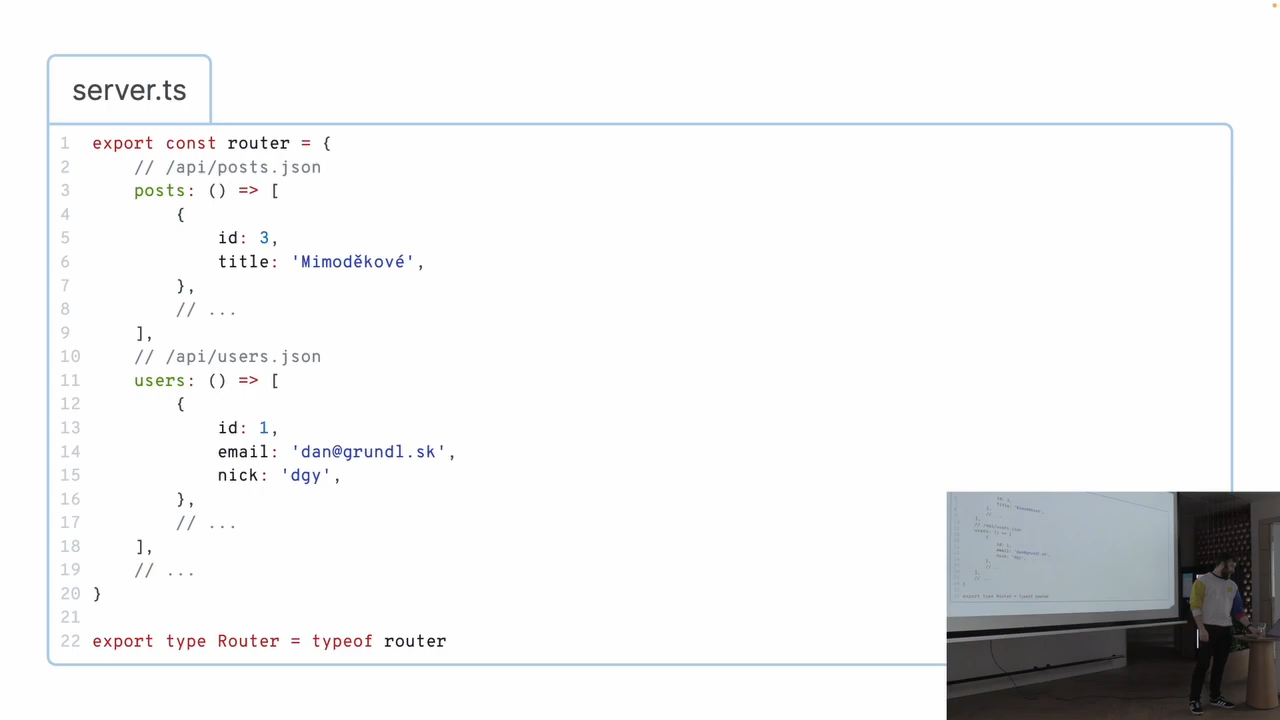 server.ts
1 export const router = {
2 // /api/posts.json
3 posts: () => [
4 {
5 id: 3,
6 title: 'Mimoděkové',
7 },
8 // ...
9 ],
10 // /api/users.json
11 users: () => [
12 {
13 id: 1,
14 email: 'dan@grundl.sk',
15 nick: 'dgy',
16 },
17 // ...
18 ],
19 // ...
20 }
21
22 export type Router = typeof router